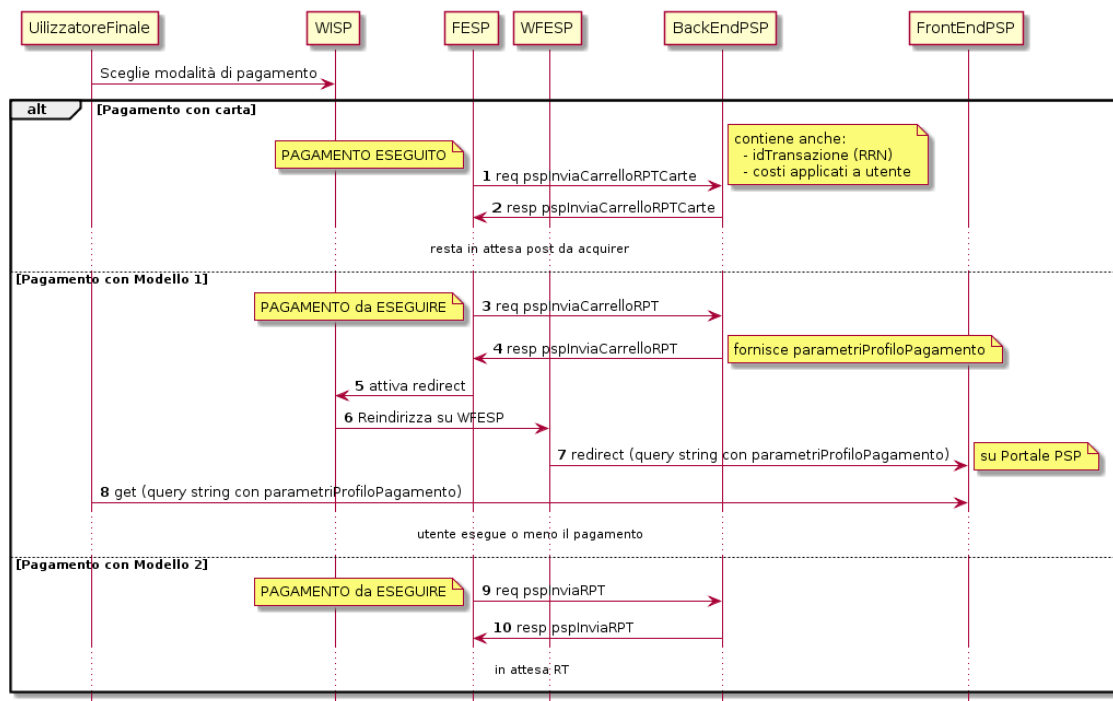 UilizzatoreFinale
WISP
FESP
WFESP
BackEndPSP
FrontEndPSP
Sceglie modalità di pagamento
alt
[Pagamento con carta]
PAGAMENTO ESEGUITO
contiene anche:
- idTransazione (RRN)
- costi applicati a utente
1 req pspInviaCarrelloRPTCarte
2 resp pspInviaCarrelloRPTCarte
resta in attesa post da acquirer
[Pagamento con Modello 1]
PAGAMENTO da ESEGUIRE
3 req pspInviaCarrelloRPT
4 resp pspInviaCarrelloRPT
fornisce parametriProfiloPagamento
5 attiva redirect
6 Reindirizza su WFESP
7 redirect (query string con parametriProfiloPagamento)
su Portale PSP
8 get (query string con parametriProfiloPagamento)
utente esegue o meno il pagamento
[Pagamento con Modello 2]
PAGAMENTO da ESEGUIRE
9 req pspInviaRPT
10 resp pspInviaRPT
in attesa RT